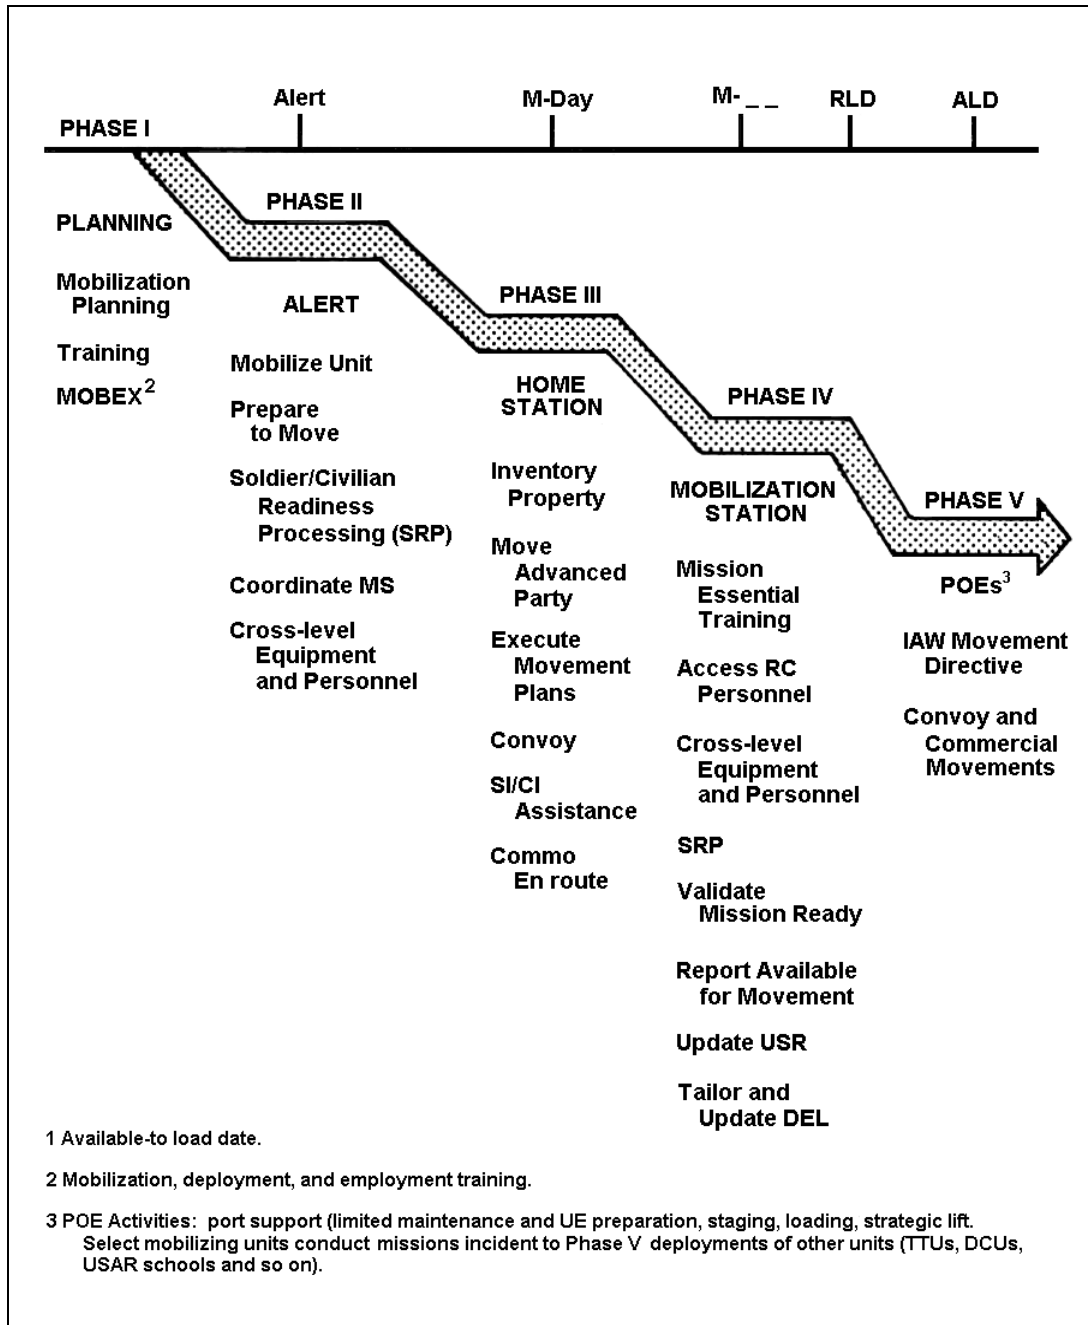 Alert
M-Day
M- _ _
RLD
ALD
PHASE I
PLANNING
Mobilization
Planning
Training
MOBEX2
PHASE II
ALERT
Mobilize Unit
Prepare
to Move
Soldier/Civilian
Readiness
Processing (SRP)
Coordinate MS
Cross-level
Equipment
and Personnel
PHASE III
HOME
STATION
Inventory
Property
Move
Advanced
Party
Execute
Movement
Plans
Convoy
SI/CI
Assistance
Commo
En route
PHASE IV
MOBILIZATION
STATION
Mission
Essential
Training
Access RC
Personnel
Cross-level
Equipment
and Personnel
SRP
Validate
Mission Ready
Report Available
for Movement
Update USR
Tailor and
Update DEL
PHASE V
POEs3
IAW Movement
Directive
Convoy and
Commercial
Movements
1 Available-to load date.
2 Mobilization, deployment, and employment training.
3 POE Activities: port support (limited maintenance and UE preparation, staging, loading, strategic lift.
Select mobilizing units conduct missions incident to Phase V deployments of other units (TTUs, DCUs,
USAR schools and so on).